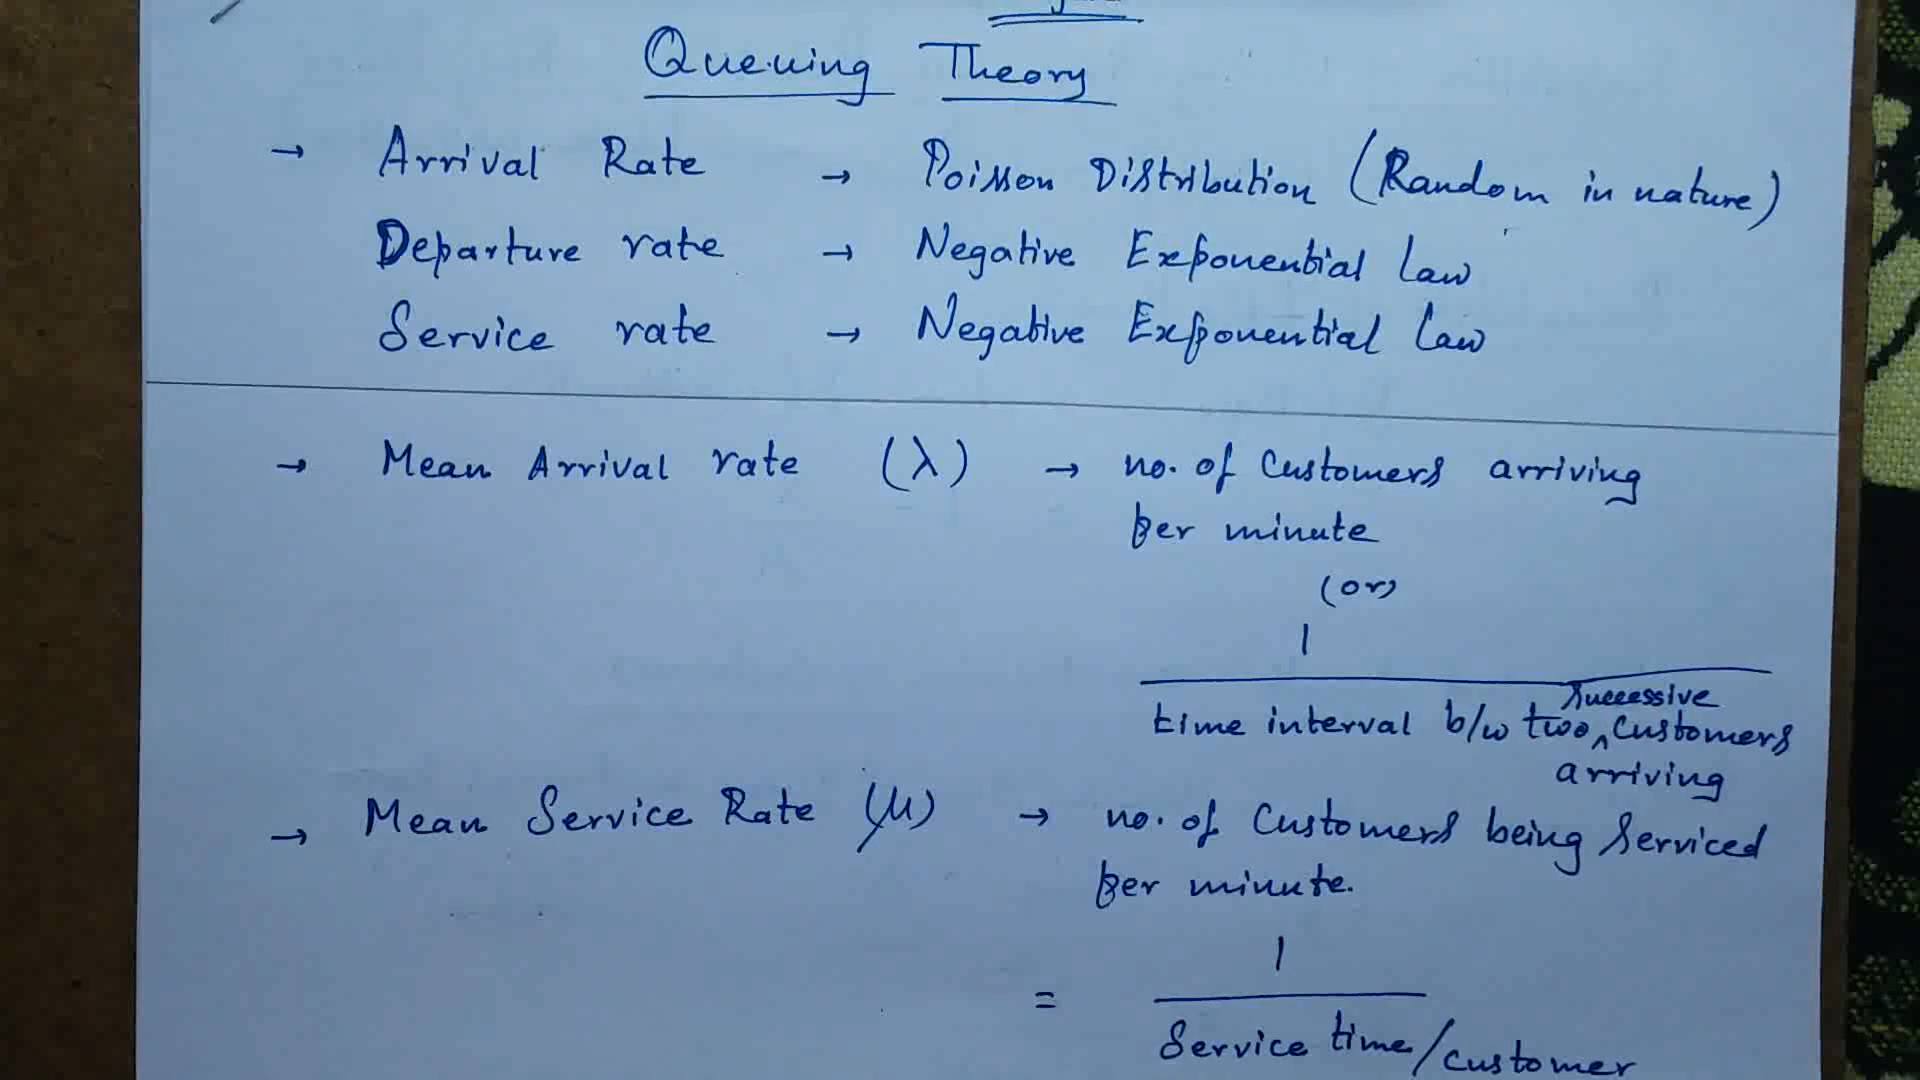 Queuing Theory
→ Arrival Rate → Poisson Distribution (Random in nature)
Departure rate → Negative Exponential law
Service rate → Negative Exponential law
→ Mean Arrival rate (λ) → no. of customers arriving
per minute
(or)
1
successive
time interval b/w two ^ customers
arriving
→ Mean Service Rate (μ) → no. of customers being serviced
per minute.
1
=
Service time/customer